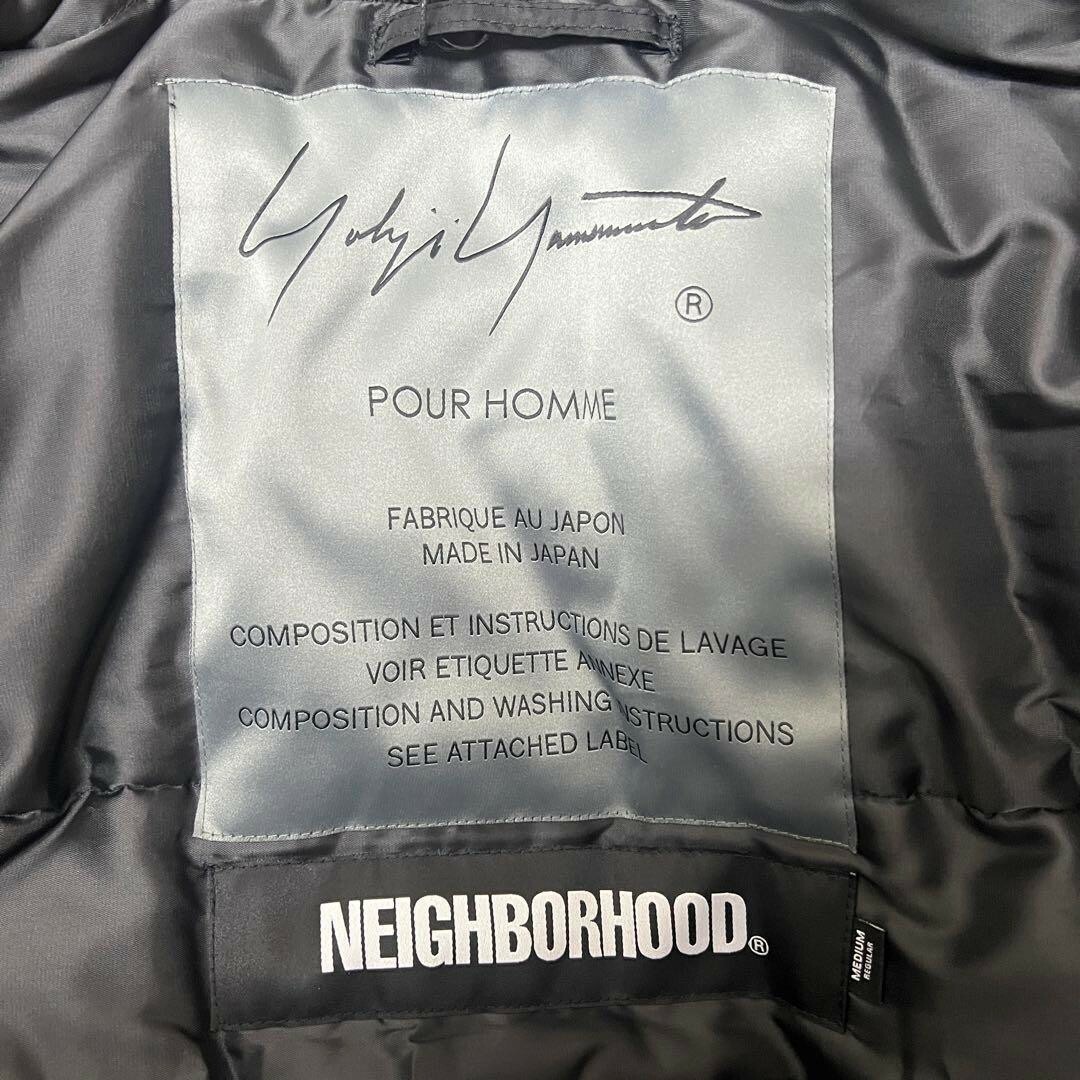 Yohji Yamamoto
®
POUR HOMME
FABRIQUE AU JAPON
MADE IN JAPAN
COMPOSITION ET INSTRUCTIONS DE LAVAGE
VOIR ETIQUETTE ANNEXE
COMPOSITION AND WASHING INSTRUCTIONS
SEE ATTACHED LABEL
NEIGHBORHOOD®
MEDIUM
REGULAR